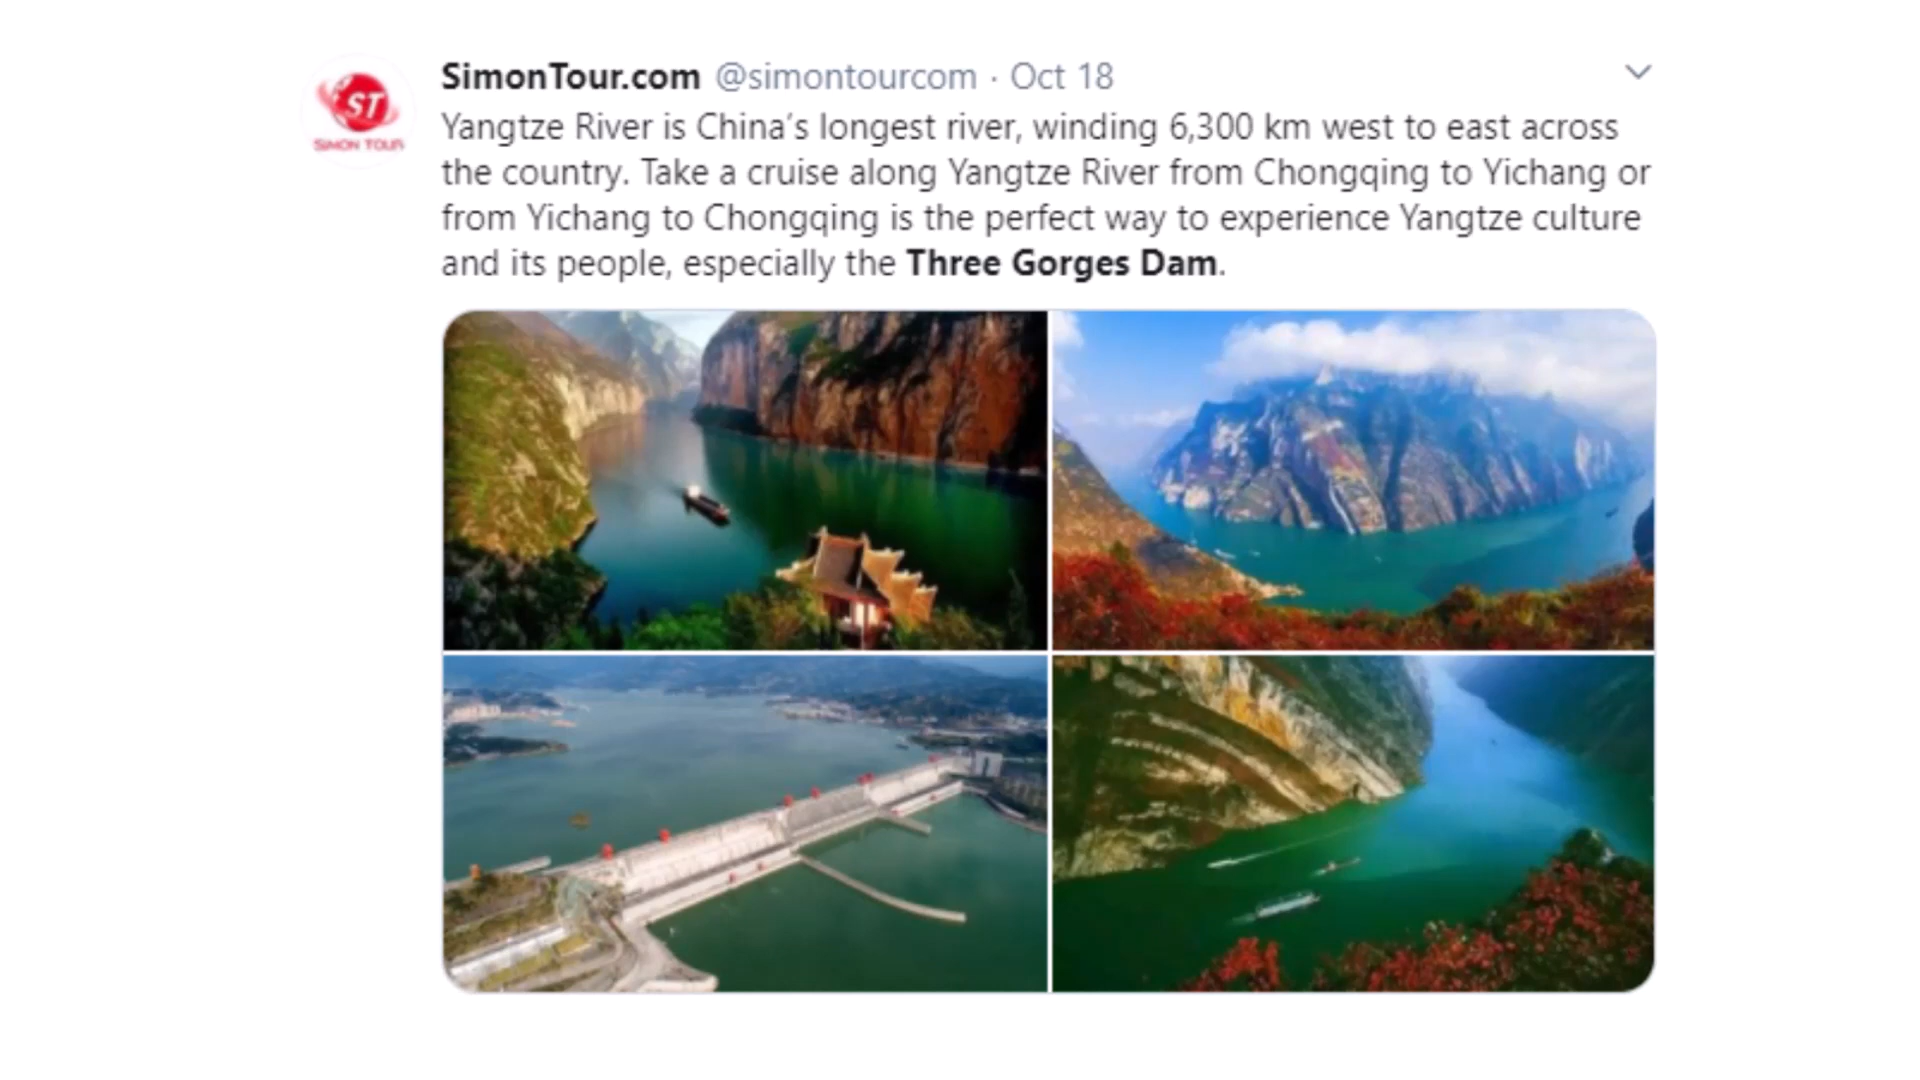 SimonTour.com @simontourcom · Oct 18
Yangtze River is China's longest river, winding 6,300 km west to east across
the country. Take a cruise along Yangtze River from Chongqing to Yichang or
from Yichang to Chongqing is the perfect way to experience Yangtze culture
and its people, especially the Three Gorges Dam.
ST
SIMON TOUR